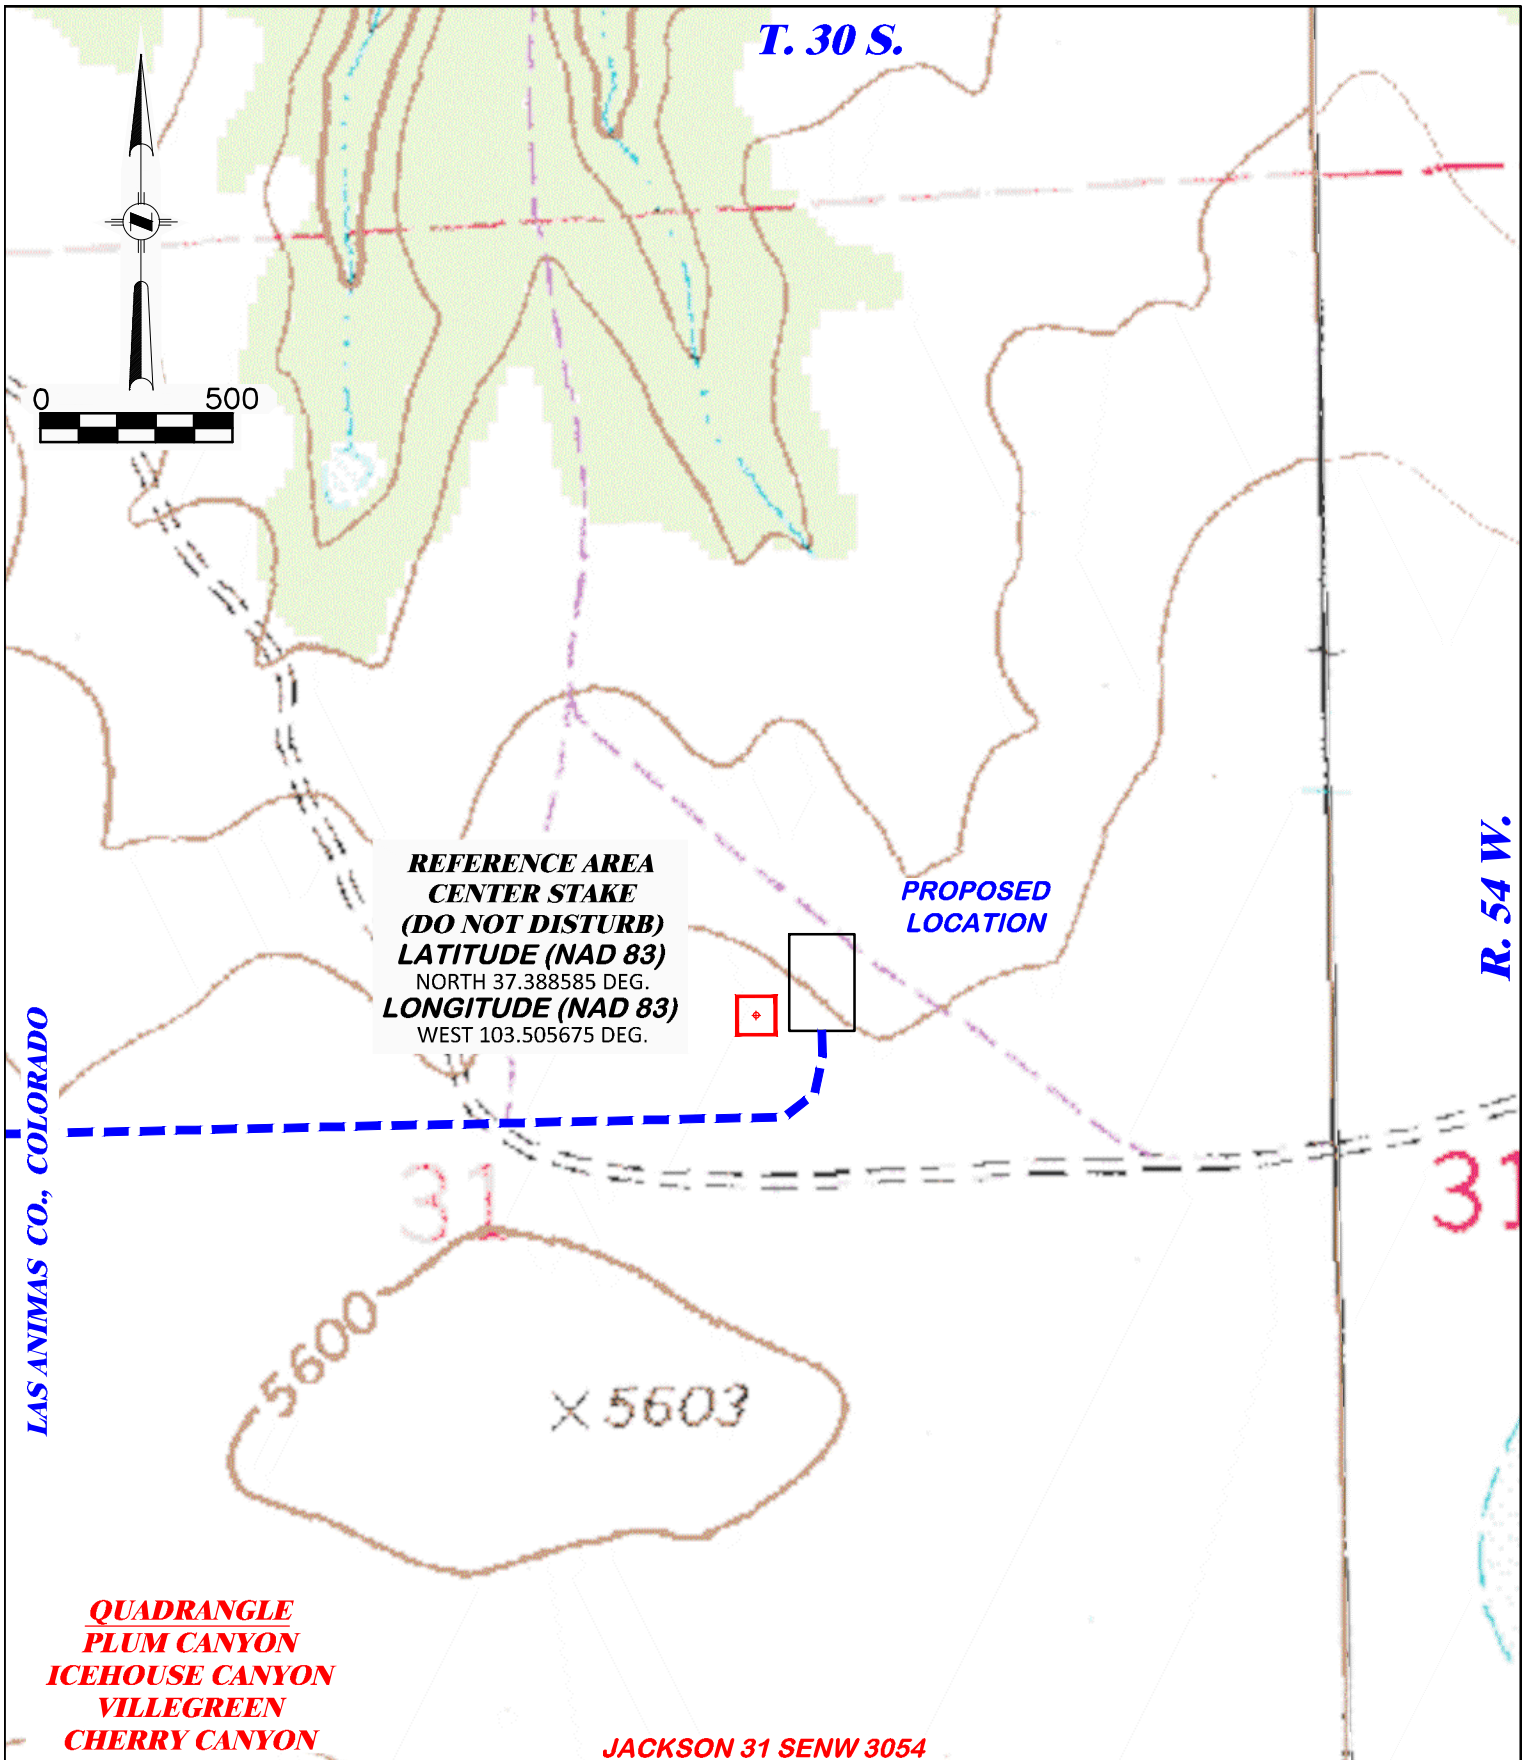 T. 30 S.
0 500
REFERENCE AREA
CENTER STAKE
(DO NOT DISTURB)
LATITUDE (NAD 83)
NORTH 37.388585 DEG.
LONGITUDE (NAD 83)
WEST 103.505675 DEG.
PROPOSED
LOCATION
R. 54 W.
LAS ANIMAS CO., COLORADO
31
31
5600
×5603
QUADRANGLE
PLUM CANYON
ICEHOUSE CANYON
VILLEGREEN
CHERRY CANYON
JACKSON 31 SENW 3054